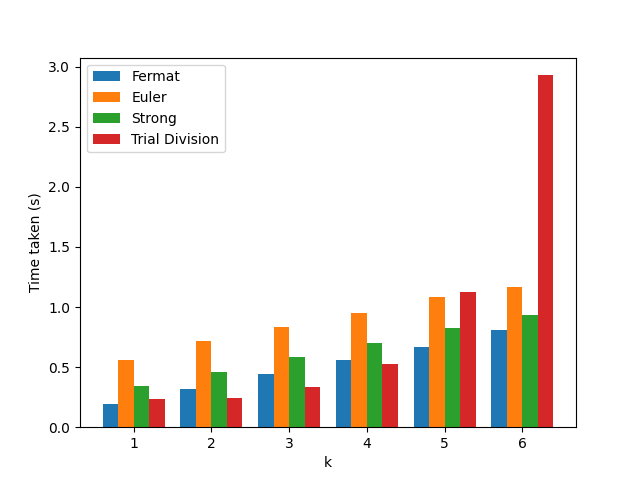 3.0
2.5
2.0
1.5
1.0
0.5
0.0
Time taken (s)
Fermat
Euler
Strong
Trial Division
1 2 3 4 5 6
k